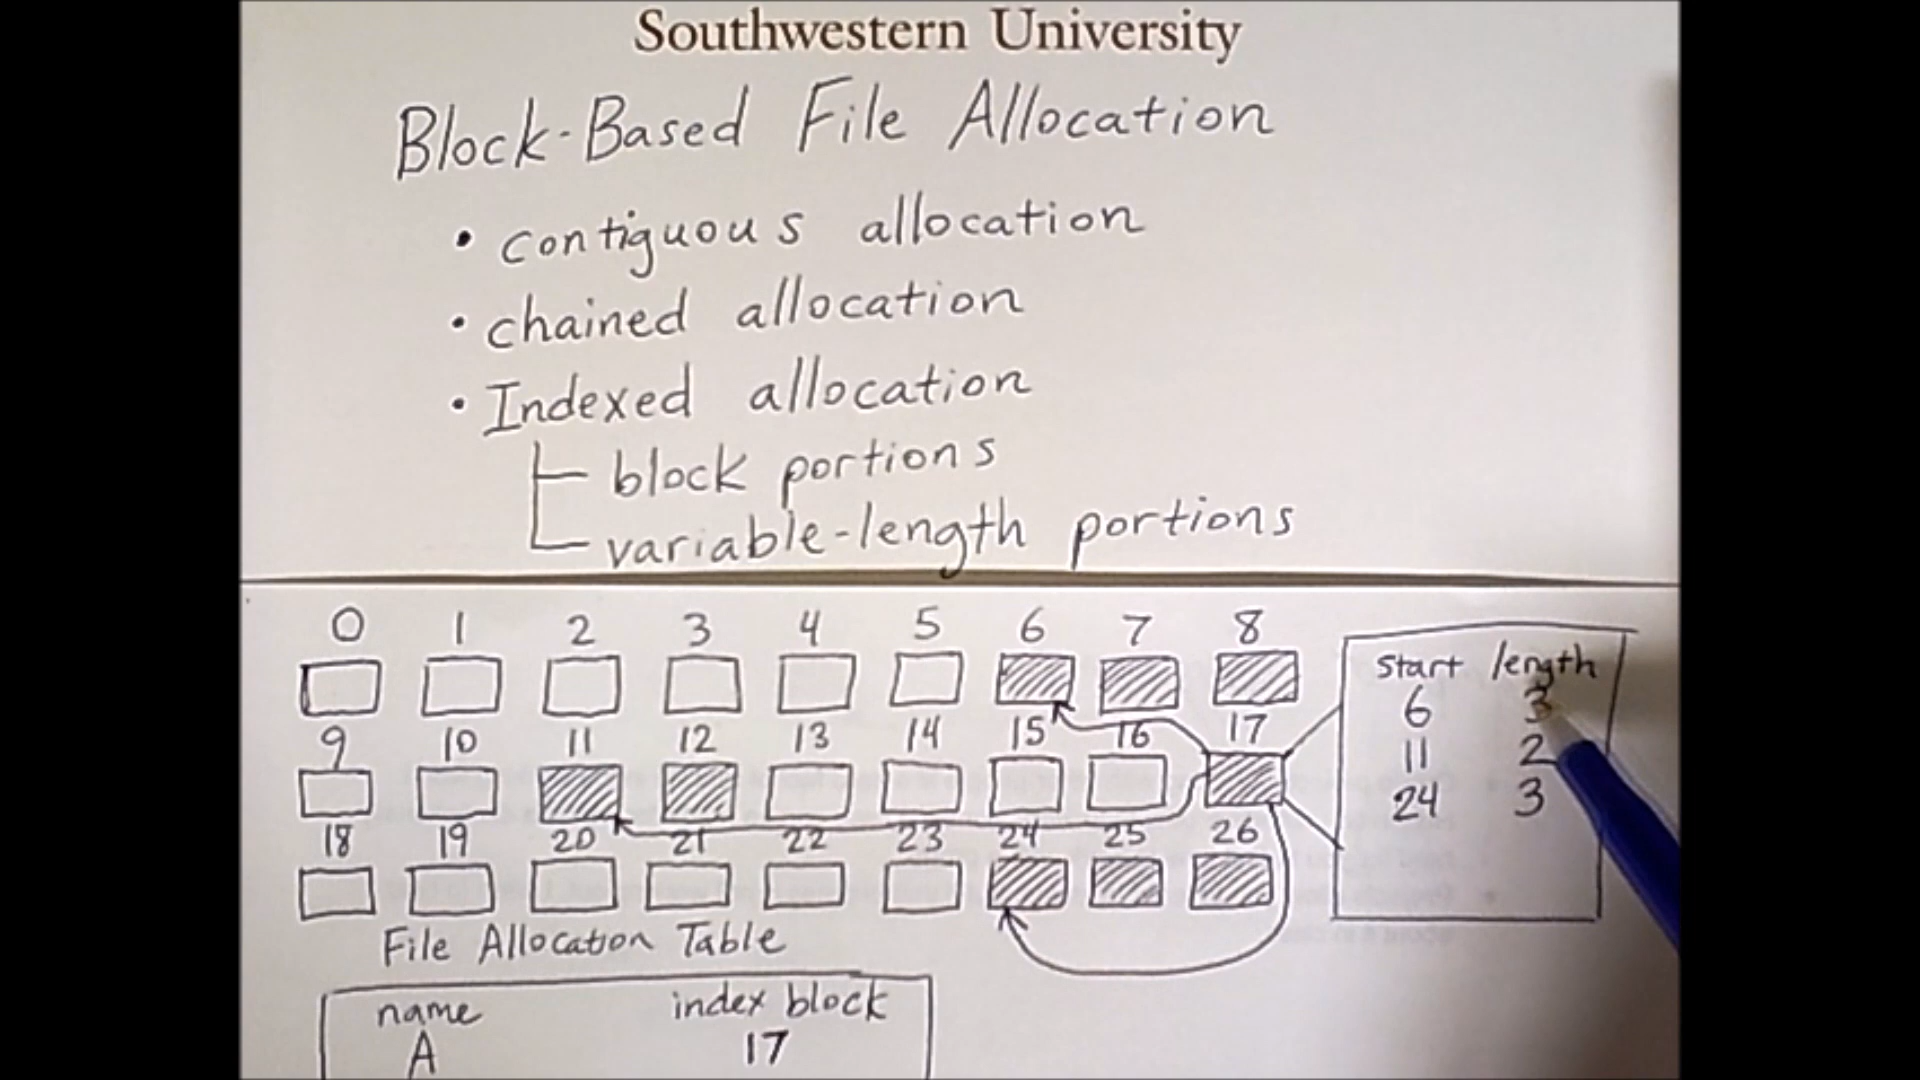 Southwestern University
Block-Based File Allocation
• contiguous allocation
• chained allocation
• Indexed allocation
block portions
variable-length portions
0 1 2 3 4 5 6 7 8
start length
6 3
9 10 11 12 13 14 15 16 17
11 2
24 3
18 19 20 21 22 23 24 25 26
File Allocation Table
name index block
A 17